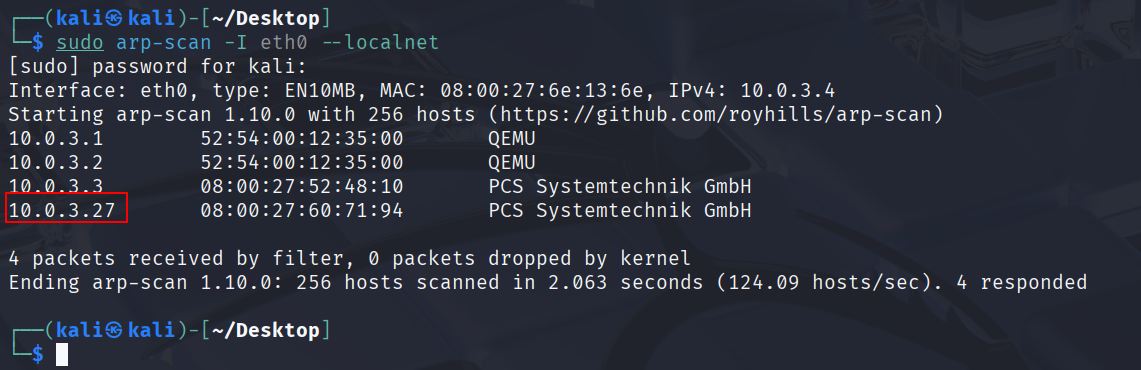 ┌──(kali㉿kali)-[~/Desktop]
└─$ sudo arp-scan -I eth0 --localnet
[sudo] password for kali:
Interface: eth0, type: EN10MB, MAC: 08:00:27:6e:13:6e, IPv4: 10.0.3.4
Starting arp-scan 1.10.0 with 256 hosts (https://github.com/royhills/arp-scan)
10.0.3.1        52:54:00:12:35:00       QEMU
10.0.3.2        52:54:00:12:35:00       QEMU
10.0.3.3        08:00:27:52:48:10       PCS Systemtechnik GmbH
10.0.3.27       08:00:27:60:71:94       PCS Systemtechnik GmbH
4 packets received by filter, 0 packets dropped by kernel
Ending arp-scan 1.10.0: 256 hosts scanned in 2.063 seconds (124.09 hosts/sec). 4 responded
┌──(kali㉿kali)-[~/Desktop]
└─$